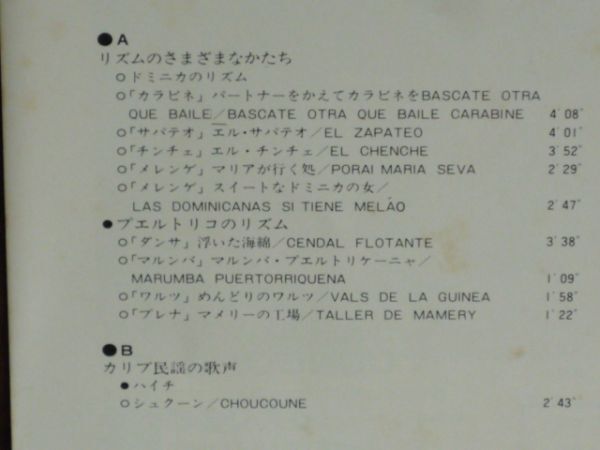 ●A
リズムのさまざまなかたち
○ドミニカのリズム
○「カラビネ」パートナーをかえてカラビネをBASCATE OTRA
QUE BAILE/BASCATE OTRA QUE BAILE CARABINE 4'08"
○「サパテオ」エル・サパテオ/EL ZAPATEO 4'01"
○「チンチェ」エル・チンチェ/EL CHENCHE 3'52"
○「メレンゲ」マリアが行く処/PORAI MARIA SEVA 2'29"
○「メレンゲ」スイートなドミニカの女/
LAS DOMINICANAS SI TIENE MELÁO 2'47"
●プエルトリコのリズム
○「ダンサ」浮いた海綿/CENDAL FLOTANTE 3'38"
○「マルンバ」マルンバ・プエルトリケーニャ/
MARUMBA PUERTORRIQUENA 1'09"
○「ワルツ」めんどりのワルツ/VALS DE LA GUINEA 1'58"
○「プレナ」マメリーの工場/TALLER DE MAMERY 1'22"
●B
カリブ民謡の歌声
●ハイチ
○シュクーン/CHOUCOUNE 2'43"